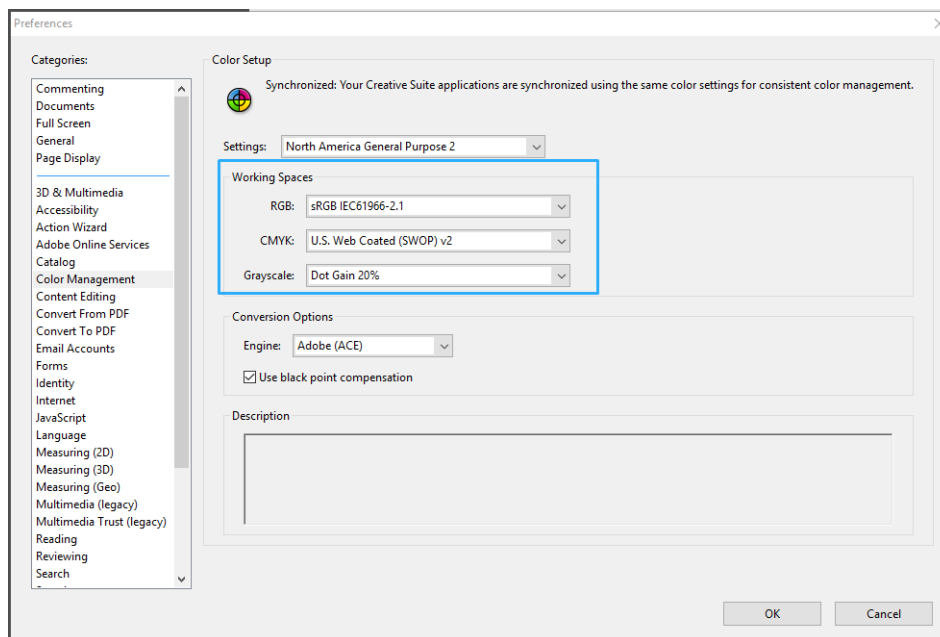 Preferences
Categories:
Commenting
Documents
Full Screen
General
Page Display
3D & Multimedia
Accessibility
Action Wizard
Adobe Online Services
Catalog
Color Management
Content Editing
Convert From PDF
Convert To PDF
Email Accounts
Forms
Identity
Internet
JavaScript
Language
Measuring (2D)
Measuring (3D)
Measuring (Geo)
Multimedia (legacy)
Multimedia Trust (legacy)
Reading
Reviewing
Search
Color Setup
Synchronized: Your Creative Suite applications are synchronized using the same color settings for consistent color management.
Settings: North America General Purpose 2
Working Spaces
RGB: sRGB IEC61966-2.1
CMYK: U.S. Web Coated (SWOP) v2
Grayscale: Dot Gain 20%
Conversion Options
Engine: Adobe (ACE)
Use black point compensation
Description
OK Cancel